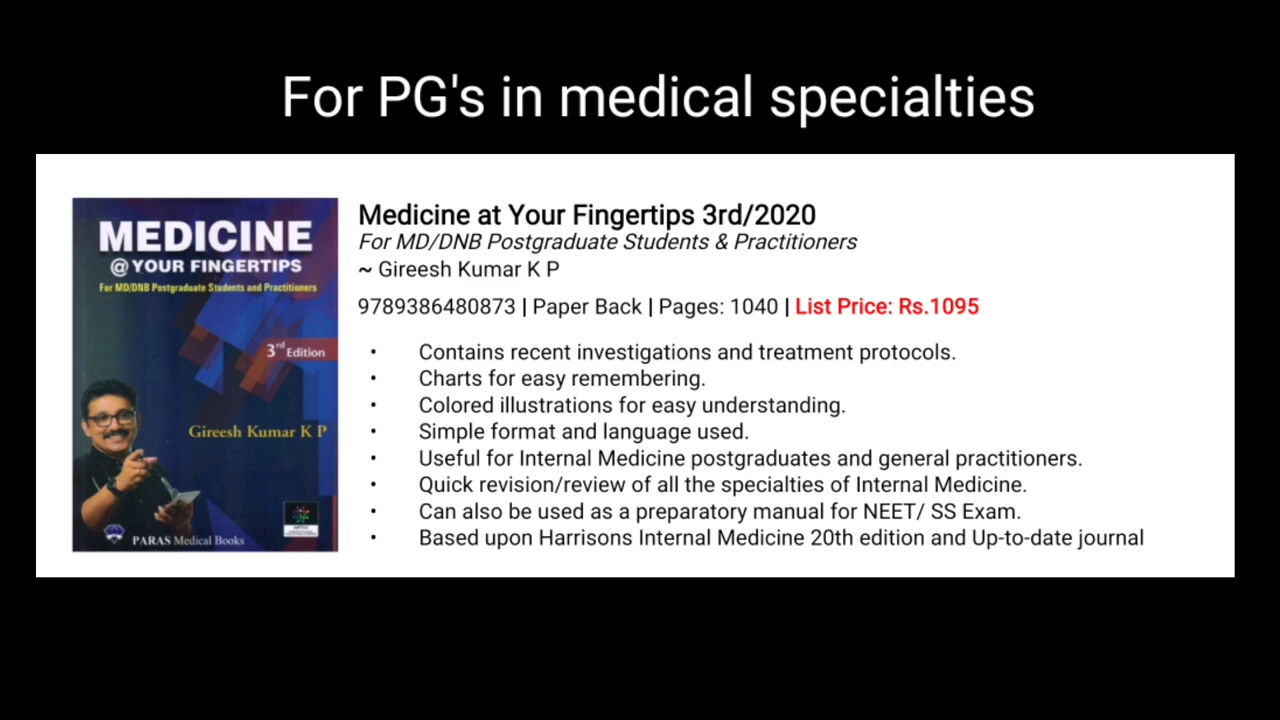 For PG's in medical specialties
MEDICINE
@ YOUR FINGERTIPS
For MD/DNB Postgraduate Students and Practitioners
3rd Edition
Gireesh Kumar K P
PARAS Medical Books
Medicine at Your Fingertips 3rd/2020
For MD/DNB Postgraduate Students & Practitioners
~ Gireesh Kumar K P
9789386480873 | Paper Back | Pages: 1040 | List Price: Rs.1095
• Contains recent investigations and treatment protocols.
• Charts for easy remembering.
• Colored illustrations for easy understanding.
• Simple format and language used.
• Useful for Internal Medicine postgraduates and general practitioners.
• Quick revision/review of all the specialties of Internal Medicine.
• Can also be used as a preparatory manual for NEET/ SS Exam.
• Based upon Harrisons Internal Medicine 20th edition and Up-to-date journal